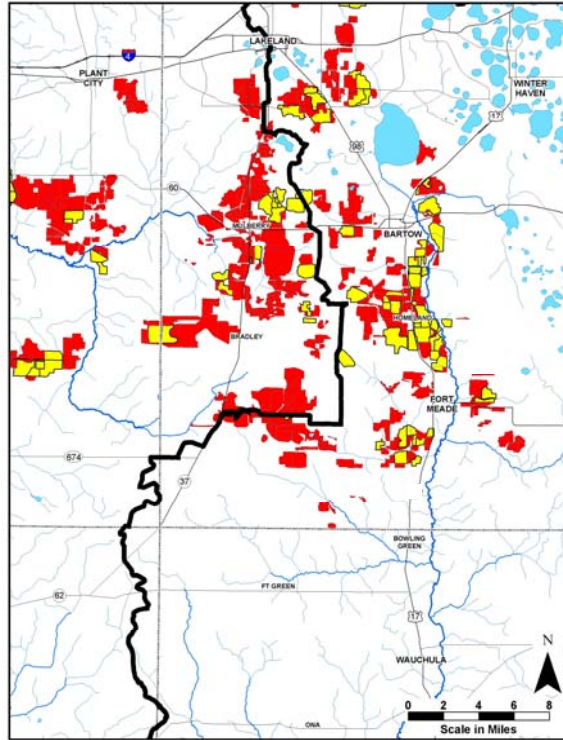 LAKELAND
4
PLANT
CITY
WINTER
HAVEN
17
98
60
MULBERRY
BARTOW
HOMELAND
BRADLEY
FORT
MEADE
674
37
BOWLING
GREEN
FT GREEN
62
17
WAUCHULA
N
ONA
0 2 4 6 8
Scale in Miles